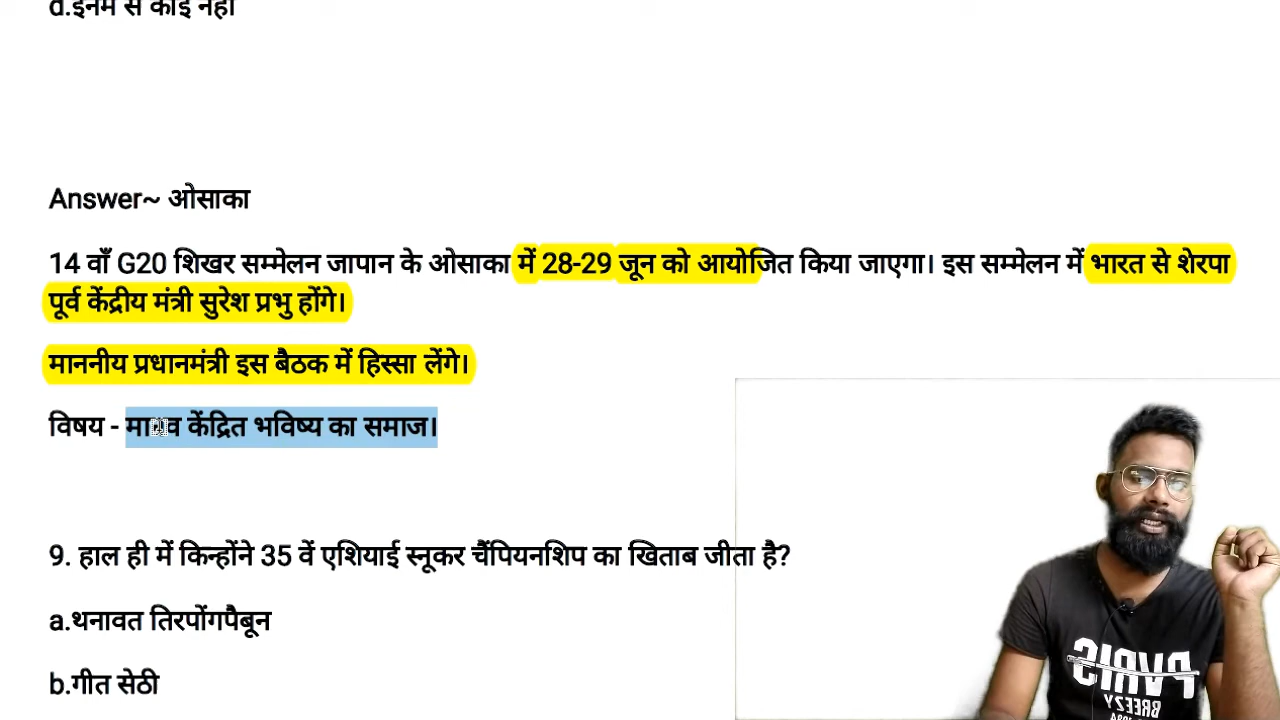 d.इनमें से कोई नहीं
Answer~ ओसाका
14 वाँ G20 शिखर सम्मेलन जापान के ओसाका में 28-29 जून को आयोजित किया जाएगा। इस सम्मेलन में भारत से शेरपा
पूर्व केंद्रीय मंत्री सुरेश प्रभु होंगे।
माननीय प्रधानमंत्री इस बैठक में हिस्सा लेंगे।
विषय - मानव केंद्रित भविष्य का समाज।
9. हाल ही में किन्होंने 35 वें एशियाई स्नूकर चैंपियनशिप का खिताब जीता है?
a.थनावत तिरपोंगपैबून
b.गीत सेठी
PVRIS
BREEZY